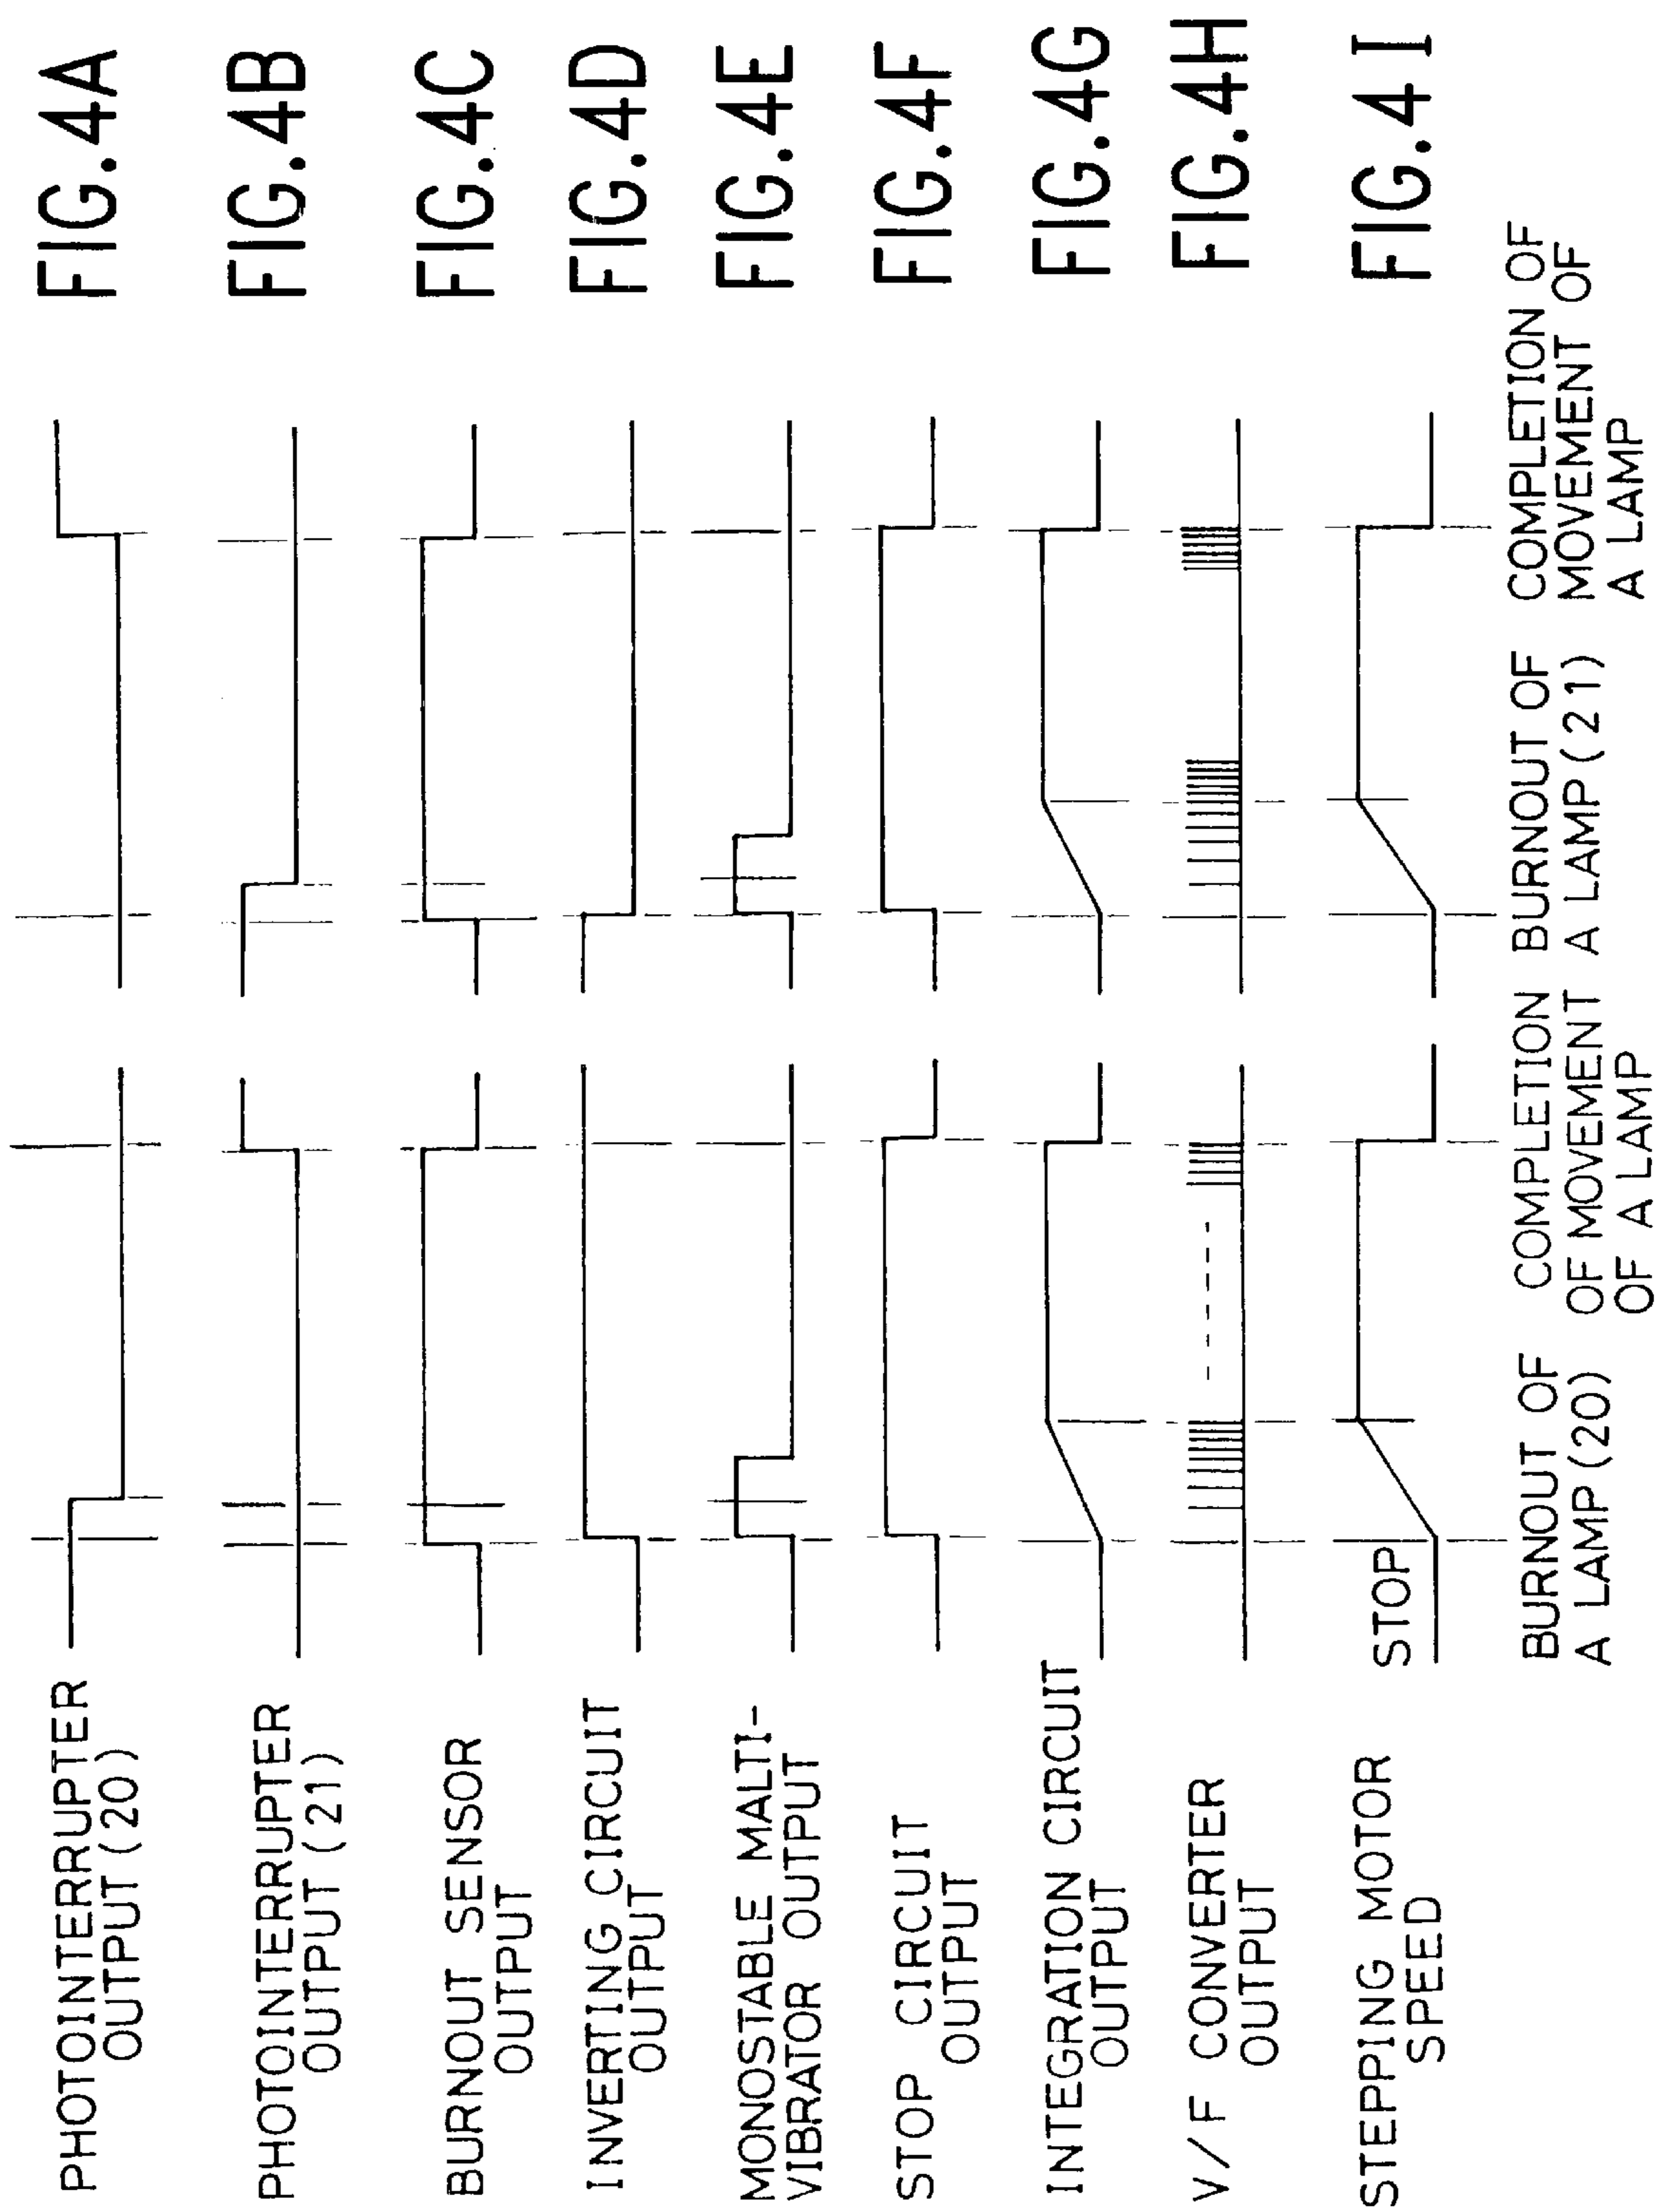 PHOTOINTERRUPTER
OUTPUT (20)
FIG.4A
PHOTOINTERRUPTER
OUTPUT (21)
FIG.4B
BURNOUT SENSOR
OUTPUT
FIG.4C
INVERTING CIRCUIT
OUTPUT
FIG.4D
MONOSTABLE MALTI-
VIBRATOR OUTPUT
FIG.4E
STOP CIRCUIT
OUTPUT
FIG.4F
INTEGRATION CIRCUIT
OUTPUT
FIG.4G
V/F CONVERTER
OUTPUT
FIG.4H
STEPPING MOTOR
SPEED
STOP
FIG.4I
BURNOUT OF
A LAMP (20)
COMPLETION
OF MOVEMENT
OF A LAMP
BURNOUT OF
A LAMP (21)
COMPLETION OF
MOVEMENT OF
A LAMP